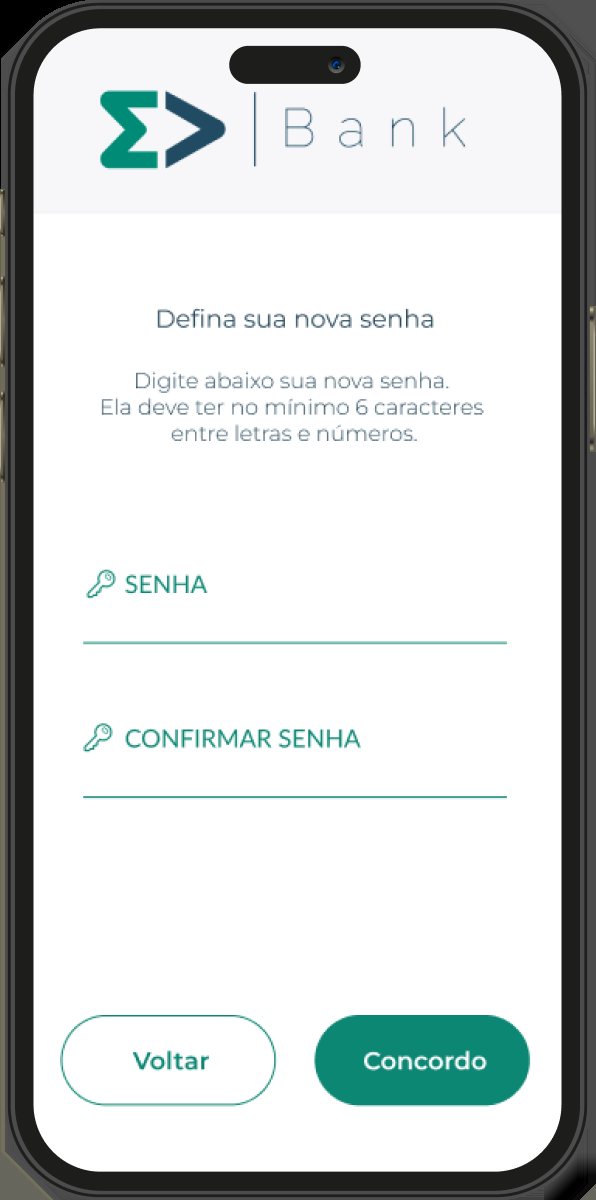 Bank
Defina sua nova senha
Digite abaixo sua nova senha.
Ela deve ter no mínimo 6 caracteres
entre letras e números.
SENHA
CONFIRMAR SENHA
Voltar
Concordo